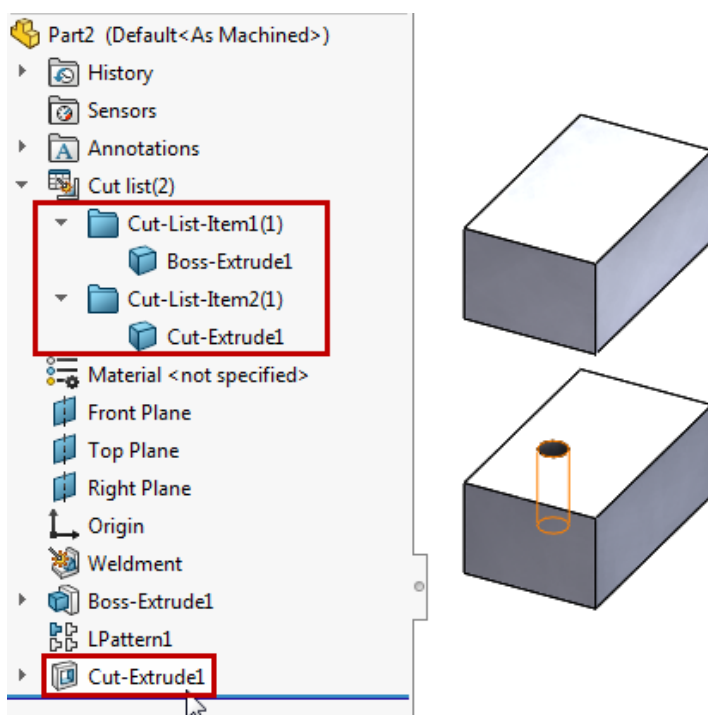 Part2 (Default<As Machined>)
History
Sensors
A Annotations
Cut list(2)
Cut-List-Item1(1)
Boss-Extrude1
Cut-List-Item2(1)
Cut-Extrude1
Material <not specified>
Front Plane
Top Plane
Right Plane
Origin
Weldment
Boss-Extrude1
LPattern1
Cut-Extrude1